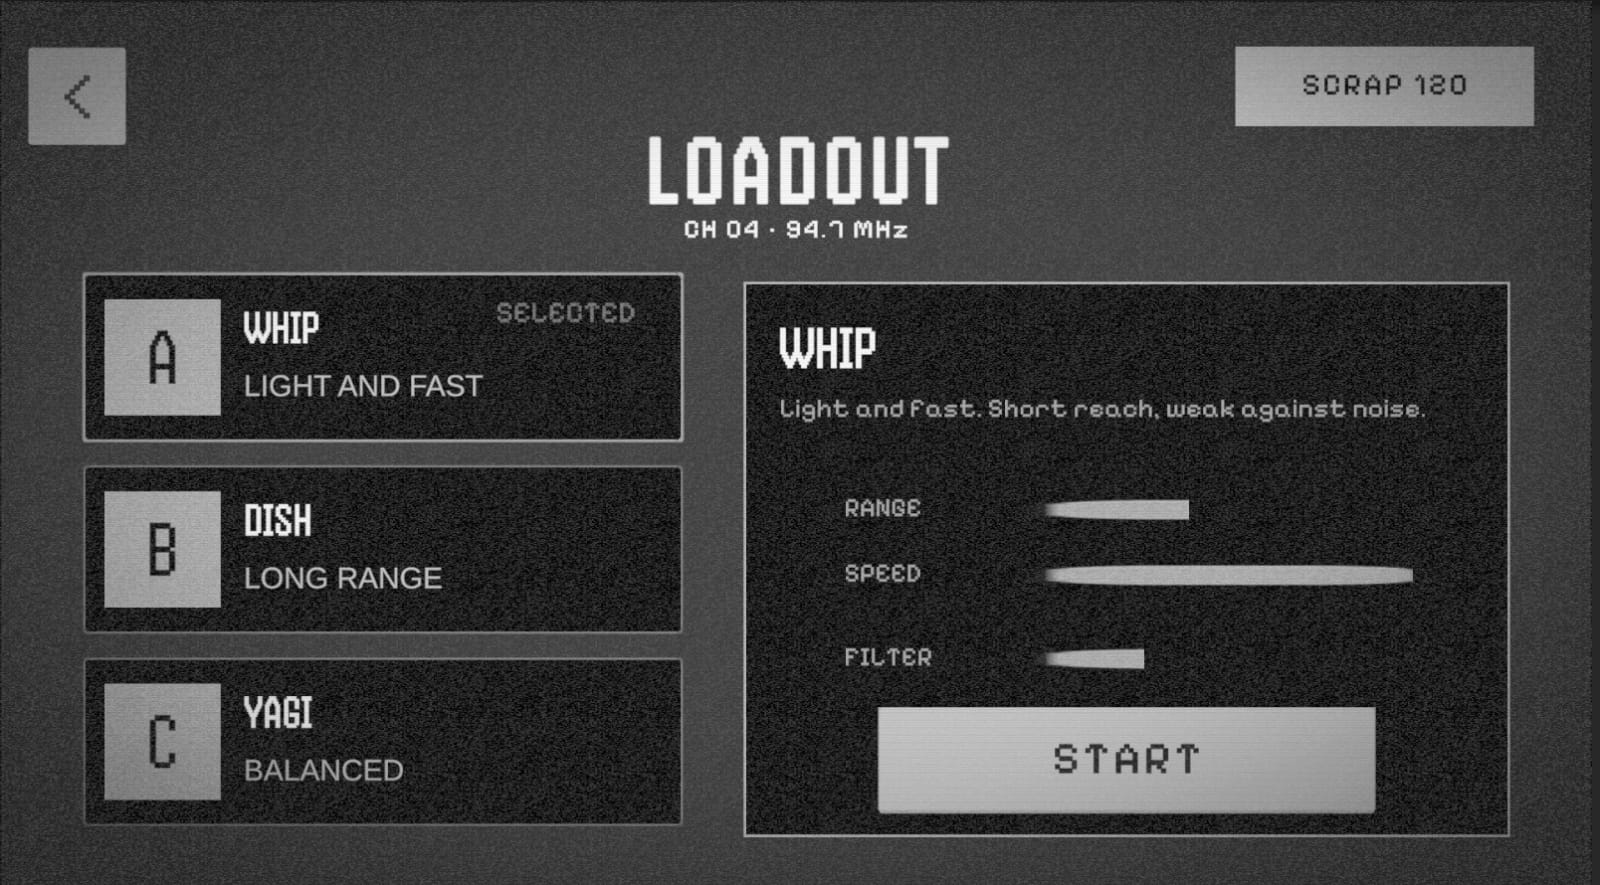 SCRAP 120
LOADOUT
CH 04 · 94.7 MHz
A
WHIP
SELECTED
LIGHT AND FAST
B
DISH
LONG RANGE
C
YAGI
BALANCED
WHIP
Light and fast. Short reach, weak against noise.
RANGE
SPEED
FILTER
START